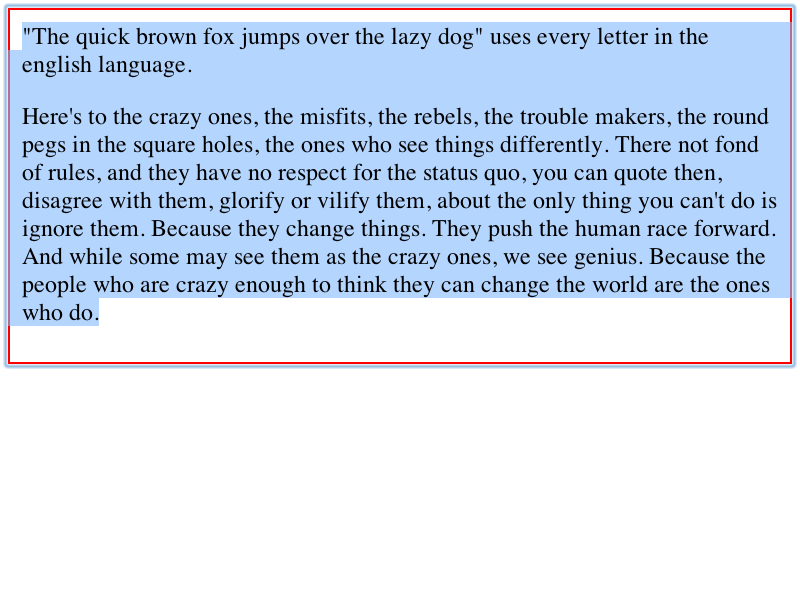 "The quick brown fox jumps over the lazy dog" uses every letter in the
english language.
Here's to the crazy ones, the misfits, the rebels, the trouble makers, the round
pegs in the square holes, the ones who see things differently. There not fond
of rules, and they have no respect for the status quo, you can quote then,
disagree with them, glorify or vilify them, about the only thing you can't do is
ignore them. Because they change things. They push the human race forward.
And while some may see them as the crazy ones, we see genius. Because the
people who are crazy enough to think they can change the world are the ones
who do.